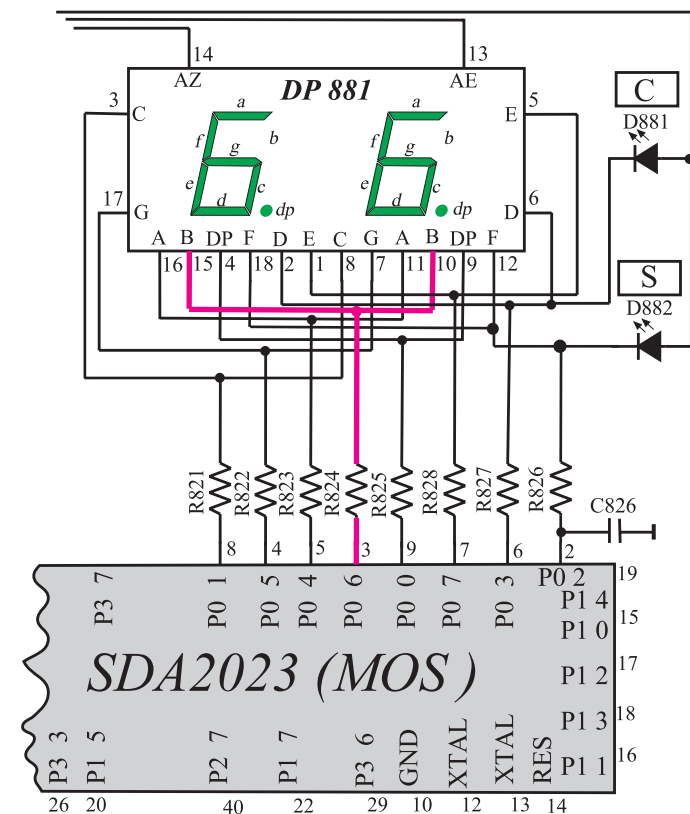 14 13
AZ DP 881 AE
C
3 C a a E 5
D881
f b f b
g g
e c e c
17 G d dp d dp D 6
A B DP F D E C G A B DP F
16 15 4 18 2 1 8 7 11 10 9 12
S
D882
R821 R822 R823 R824 R825 R828 R827 R826
C826
8 4 5 3 9 7 6 2
P3 7 P0 1 P0 5 P0 4 P0 6 P0 0 P0 7 P0 3 P0 2 19
P1 4
15
P1 0
SDA2023 (MOS ) P1 2 17
P1 3 18
P3 3 P1 5 P2 7 P1 7 P3 6 GND XTAL XTAL RES P1 1 16
26 20 40 22 29 10 12 13 14